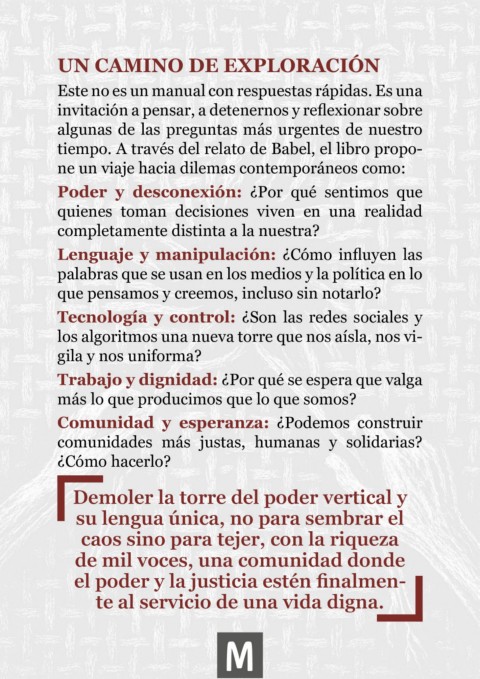 UN CAMINO DE EXPLORACIÓN
Este no es un manual con respuestas rápidas. Es una
invitación a pensar, a detenernos y reflexionar sobre
algunas de las preguntas más urgentes de nuestro
tiempo. A través del relato de Babel, el libro propo-
ne un viaje hacia dilemas contemporáneos como:
Poder y desconexión: ¿Por qué sentimos que
quienes toman decisiones viven en una realidad
completamente distinta a la nuestra?
Lenguaje y manipulación: ¿Cómo influyen las
palabras que se usan en los medios y la política en lo
que pensamos y creemos, incluso sin notarlo?
Tecnología y control: ¿Son las redes sociales y
los algoritmos una nueva torre que nos aísla, nos vi-
gila y nos uniforma?
Trabajo y dignidad: ¿Por qué se espera que valga
más lo que producimos que lo que somos?
Comunidad y esperanza: ¿Podemos construir
comunidades más justas, humanas y solidarias?
¿Cómo hacerlo?
Demoler la torre del poder vertical y
su lengua única, no para sembrar el
caos sino para tejer, con la riqueza
de mil voces, una comunidad donde
el poder y la justicia estén finalmen-
te al servicio de una vida digna.
M